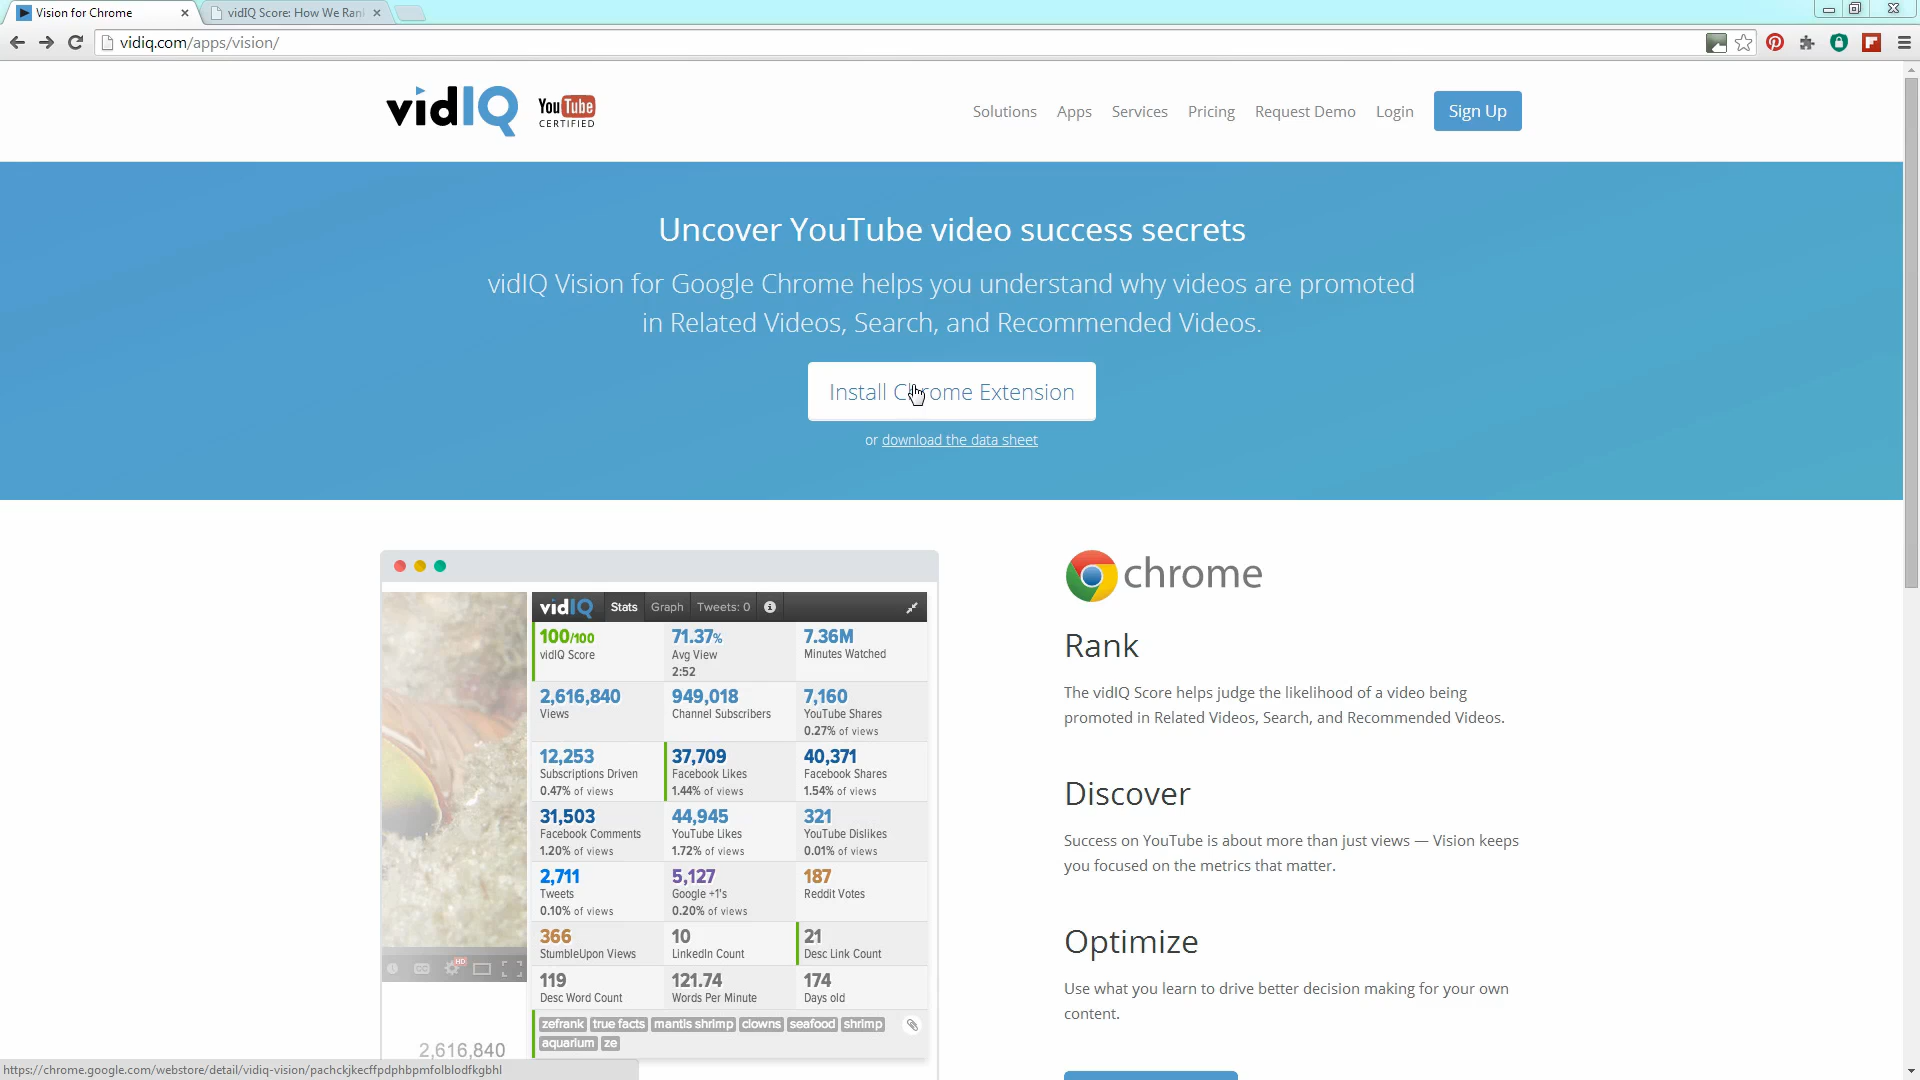 Vision for Chrome
vidIQ Score: How We Ran
vidiq.com/apps/vision/
vidIQ
YouTube
CERTIFIED
Solutions
Apps
Services
Pricing
Request Demo
Login
Sign Up
Uncover YouTube video success secrets
vidIQ Vision for Google Chrome helps you understand why videos are promoted
in Related Videos, Search, and Recommended Videos.
Install Chrome Extension
or download the data sheet
vidIQ
Stats
Graph
Tweets: 0
100/100
vidIQ Score
71.37%
Avg View
2:52
7.36M
Minutes Watched
2,616,840
Views
949,018
Channel Subscribers
7,160
YouTube Shares
0.27% of views
12,253
Subscriptions Driven
0.47% of views
37,709
Facebook Likes
1.44% of views
40,371
Facebook Shares
1.54% of views
31,503
Facebook Comments
1.20% of views
44,945
YouTube Likes
1.72% of views
321
YouTube Dislikes
0.01% of views
2,711
Tweets
0.10% of views
5,127
Google +1's
0.20% of views
187
Reddit Votes
366
StumbleUpon Views
10
LinkedIn Count
21
Desc Link Count
119
Desc Word Count
121.74
Words Per Minute
174
Days old
zefrank
true facts
mantis shrimp
clowns
seafood
shrimp
aquarium
ze
CC
HD
2,616,840
chrome
Rank
The vidIQ Score helps judge the likelihood of a video being
promoted in Related Videos, Search, and Recommended Videos.
Discover
Success on YouTube is about more than just views — Vision keeps
you focused on the metrics that matter.
Optimize
Use what you learn to drive better decision making for your own
content.
https://chrome.google.com/webstore/detail/vidiq-vision/pachckjkecffpdphbpmfolblodfkgbhl